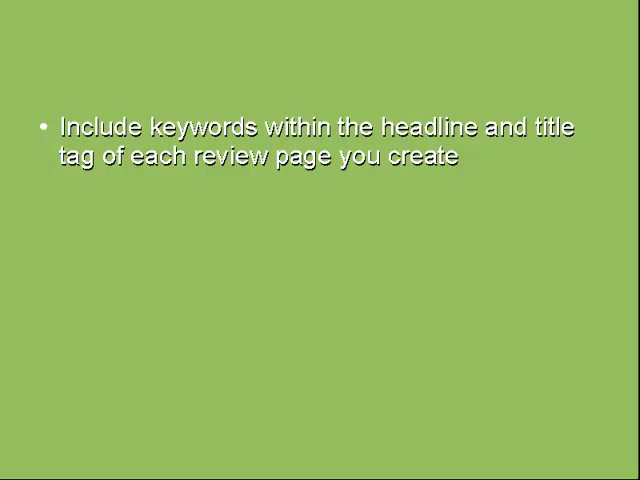 • Include keywords within the headline and title
tag of each review page you create